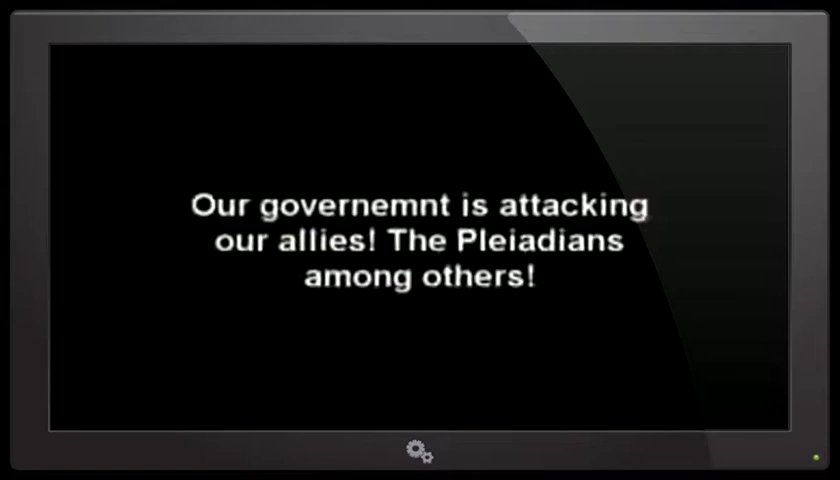 Our governemnt is attacking
our allies! The Pleiadians
among others!